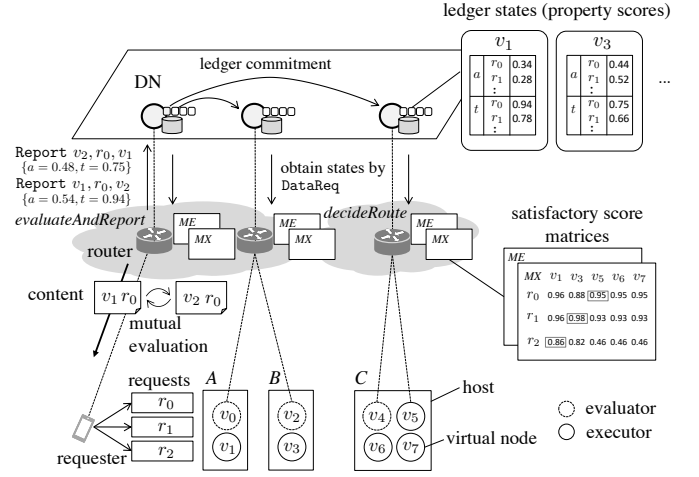 ledger states (property scores)
v1
a r0 0.34
r1 0.28
⋮
t r0 0.94
r1 0.78
⋮
v3
a r0 0.44
r1 0.52
⋮
t r0 0.75
r1 0.66
⋮
...
ledger commitment
DN
Report v2, r0, v1
{a = 0.48, t = 0.75}
Report v1, r0, v2
{a = 0.54, t = 0.94}
evaluateAndReport
obtain states by
DataReq
decideRoute
ME
MX
ME
MX
ME
MX
router
satisfactory score
matrices
ME
MX v1 v3 v5 v6 v7
r0 0.96 0.88 0.95 0.95 0.95
r1 0.96 0.98 0.93 0.93 0.93
r2 0.86 0.82 0.46 0.46 0.46
content
v1 r0
v2 r0
mutual
evaluation
requests
r0
r1
r2
requester
A
v0
v1
B
v2
v3
C
v4 v5
v6 v7
host
virtual node
evaluator
executor